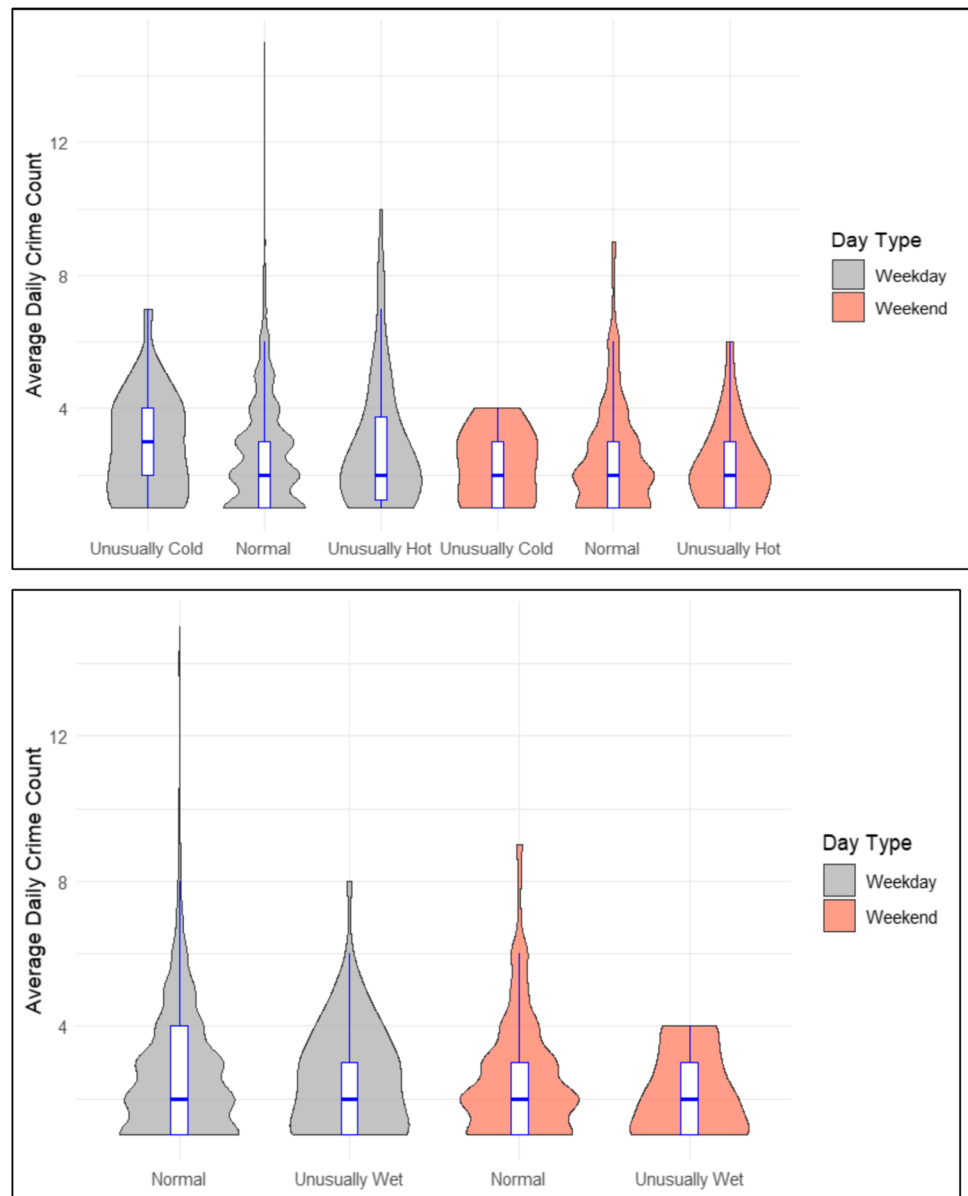 Average Daily Crime Count
12
8
4
Unusually Cold Normal Unusually Hot Unusually Cold Normal Unusually Hot
Day Type
Weekday
Weekend
Average Daily Crime Count
12
8
4
Normal Unusually Wet Normal Unusually Wet
Day Type
Weekday
Weekend